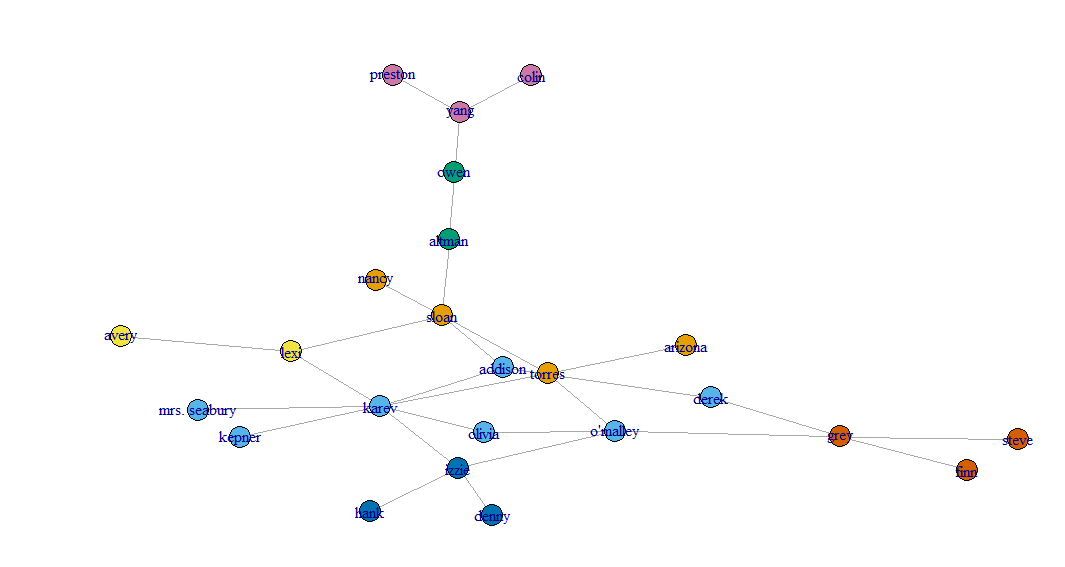 preston
colin
yang
owen
altman
nancy
sloan
avery
lexi
arizona
addison
torres
derek
mrs. seabury
karev
kepner
olivia
o'malley
grey
steve
izzie
finn
hank
denny